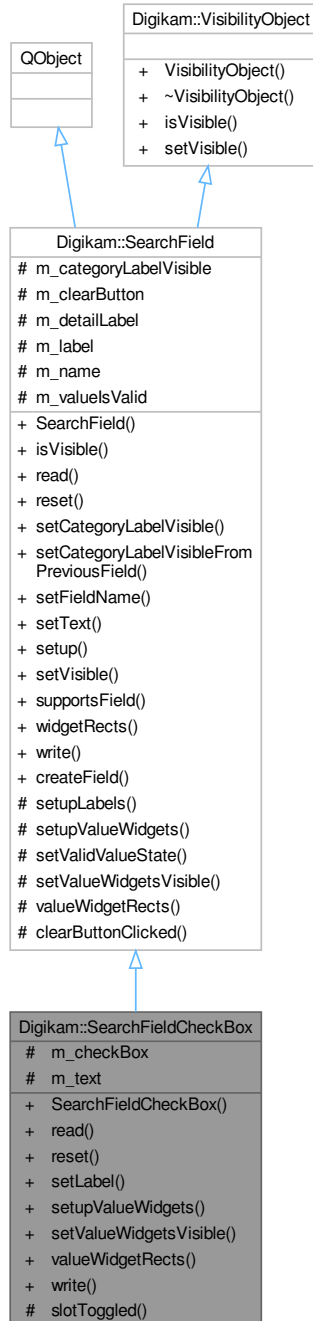 Digikam::VisibilityObject
+ VisibilityObject()
+ ~VisibilityObject()
+ isVisible()
+ setVisible()
QObject
Digikam::SearchField
# m_categoryLabelVisible
# m_clearButton
# m_detailLabel
# m_label
# m_name
# m_valueIsValid
+ SearchField()
+ isVisible()
+ read()
+ reset()
+ setCategoryLabelVisible()
+ setCategoryLabelVisibleFrom
PreviousField()
+ setFieldName()
+ setText()
+ setup()
+ setVisible()
+ supportsField()
+ widgetRects()
+ write()
+ createField()
# setupLabels()
# setupValueWidgets()
# setValidValueState()
# setValueWidgetsVisible()
# valueWidgetRects()
# clearButtonClicked()
Digikam::SearchFieldCheckBox
# m_checkBox
# m_text
+ SearchFieldCheckBox()
+ read()
+ reset()
+ setLabel()
+ setupValueWidgets()
+ setValueWidgetsVisible()
+ valueWidgetRects()
+ write()
# slotToggled()